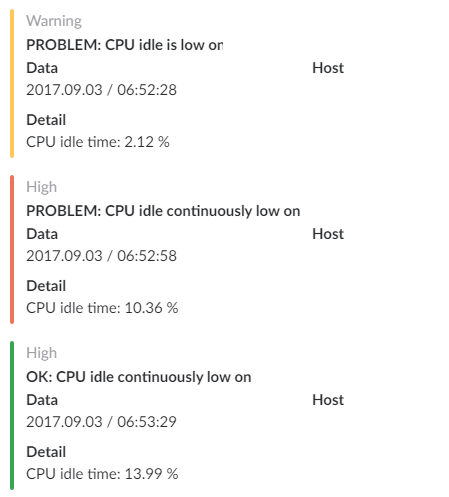 Warning
PROBLEM: CPU idle is low on
Data Host
2017.09.03 / 06:52:28
Detail
CPU idle time: 2.12 %
High
PROBLEM: CPU idle continuously low on
Data Host
2017.09.03 / 06:52:58
Detail
CPU idle time: 10.36 %
High
OK: CPU idle continuously low on
Data Host
2017.09.03 / 06:53:29
Detail
CPU idle time: 13.99 %